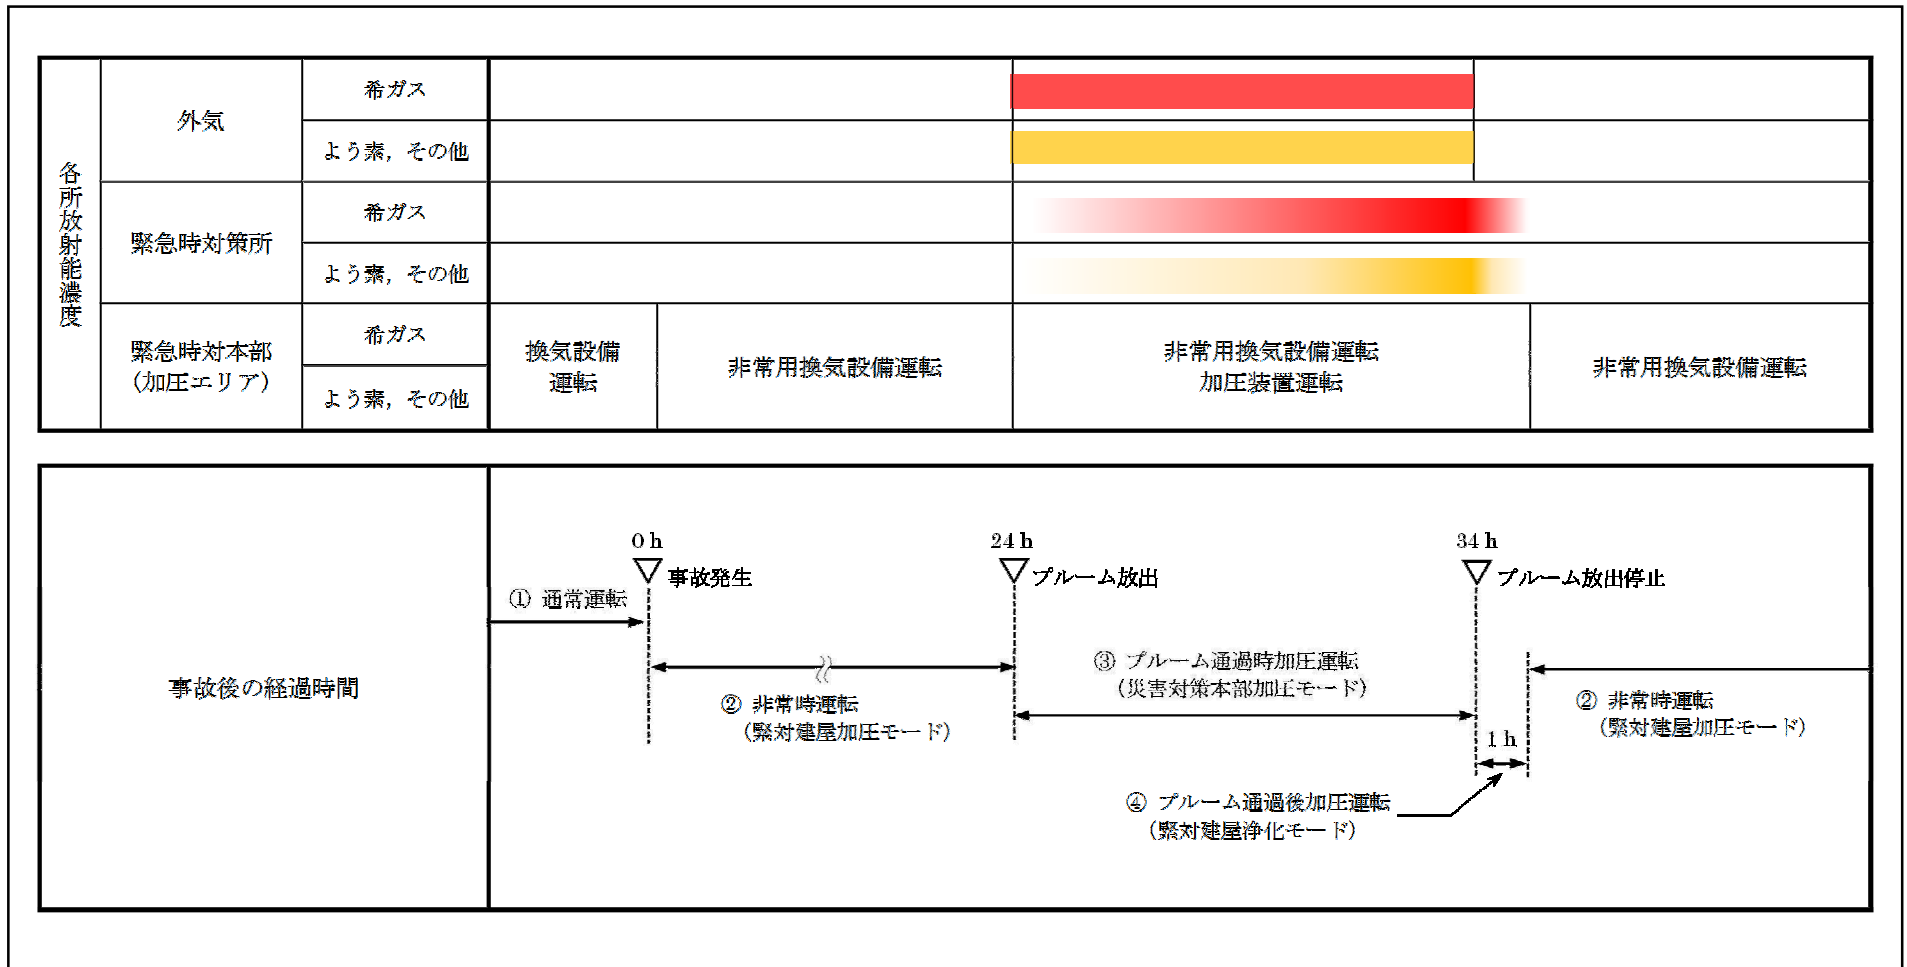 各所放射能濃度
外気
希ガス
よう素，その他
緊急時対策所
希ガス
よう素，その他
緊急時対本部
（加圧エリア）
希ガス
よう素，その他
換気設備
運転
非常用換気設備運転
非常用換気設備運転
加圧装置運転
非常用換気設備運転
事故後の経過時間
0 h
事故発生
24 h
プルーム放出
34 h
プルーム放出停止
① 通常運転
② 非常時運転
（緊対建屋加圧モード）
③ プルーム通過時加圧運転
（災害対策本部加圧モード）
② 非常時運転
（緊対建屋加圧モード）
1 h
④ プルーム通過後加圧運転
（緊対建屋浄化モード）